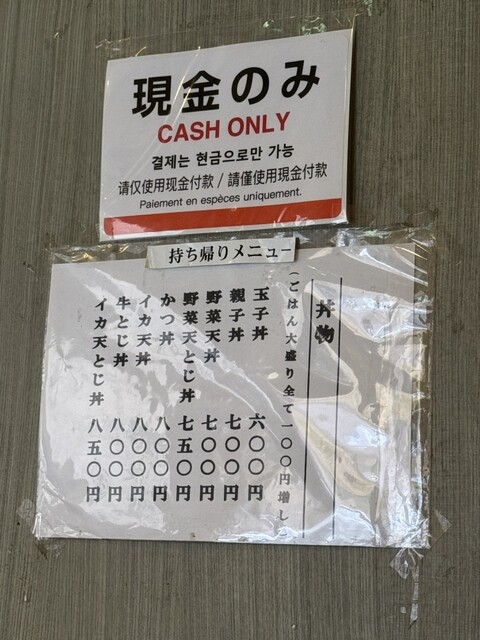 現金のみ
CASH ONLY
결제는 현금으로만 가능
请仅使用现金付款 / 請僅使用現金付款
Paiement en espèces uniquement.
持ち帰りメニュー
丼物
(ごはん大盛り全て一〇〇円増し)
玉子丼 六〇〇円
親子丼 七〇〇円
野菜天丼 七〇〇円
野菜天とじ丼 七五〇円
かつ丼 八〇〇円
イカ天丼 八〇〇円
牛とじ丼 八〇〇円
イカ天とじ丼 八五〇円